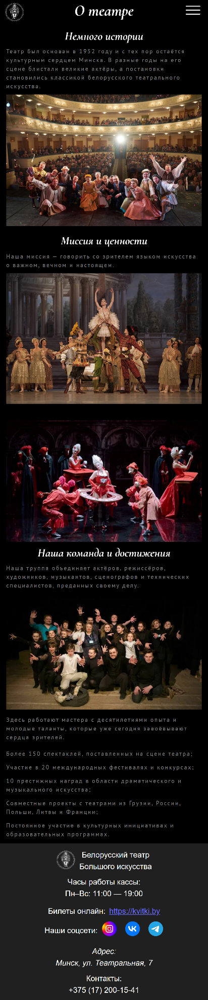 О театре
Немного истории
Театр был основан в 1952 году и с тех пор остаётся
культурным сердцем Минска. В разные годы на его
сцене блистали великие актёры, а постановки
становились классикой белорусского театрального
искусства.
Миссия и ценности
Наша миссия — говорить со зрителем языком искусства
о важном, вечном и настоящем.
Наша команда и достижения
Наша труппа объединяет актёров, режиссёров,
художников, музыкантов, сценографов и технических
специалистов, преданных своему делу.
Здесь работают мастера с десятилетиями опыта и
молодые таланты, которые уже сегодня завоёвывают
сердца зрителей.
Более 150 спектаклей, поставленных на сцене театра;
Участие в 20 международных фестивалях и конкурсах;
10 престижных наград в области драматического и
музыкального искусства;
Совместные проекты с театрами из Грузии, России,
Польши, Литвы и Франции;
Постоянное участие в культурных инициативах и
образовательных программах.
Белорусский театр
Большого искусства
Часы работы кассы:
Пн–Вс: 11:00 — 19:00
Билеты онлайн: https://kvitki.by
Наши соцсети:
Адрес:
Минск, ул. Театральная, 7
Контакты:
+375 (17) 200-15-41